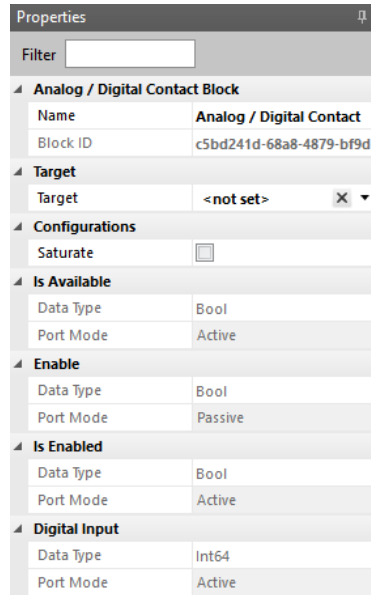 Properties
Filter
Analog / Digital Contact Block
Name Analog / Digital Contact
Block ID c5bd241d-68a8-4879-bf9d
Target
Target <not set>
Configurations
Saturate
Is Available
Data Type Bool
Port Mode Active
Enable
Data Type Bool
Port Mode Passive
Is Enabled
Data Type Bool
Port Mode Active
Digital Input
Data Type Int64
Port Mode Active